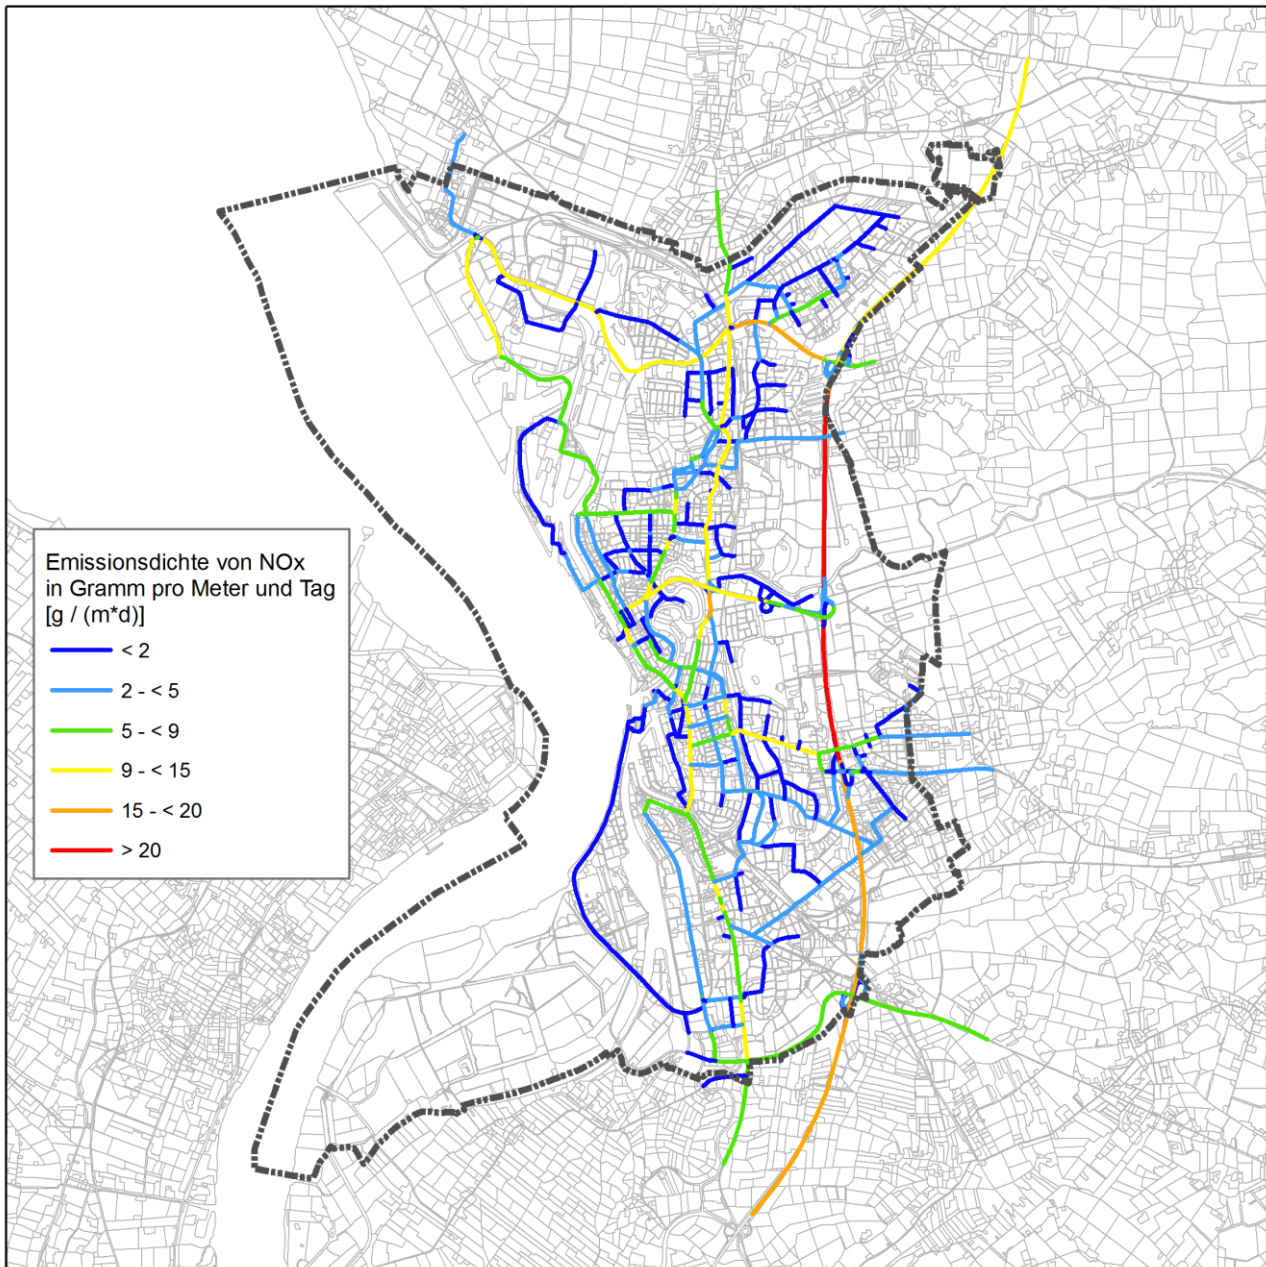 Emissionsdichte von NOx
in Gramm pro Meter und Tag
[g / (m*d)]
< 2
2 - < 5
5 - < 9
9 - < 15
15 - < 20
> 20